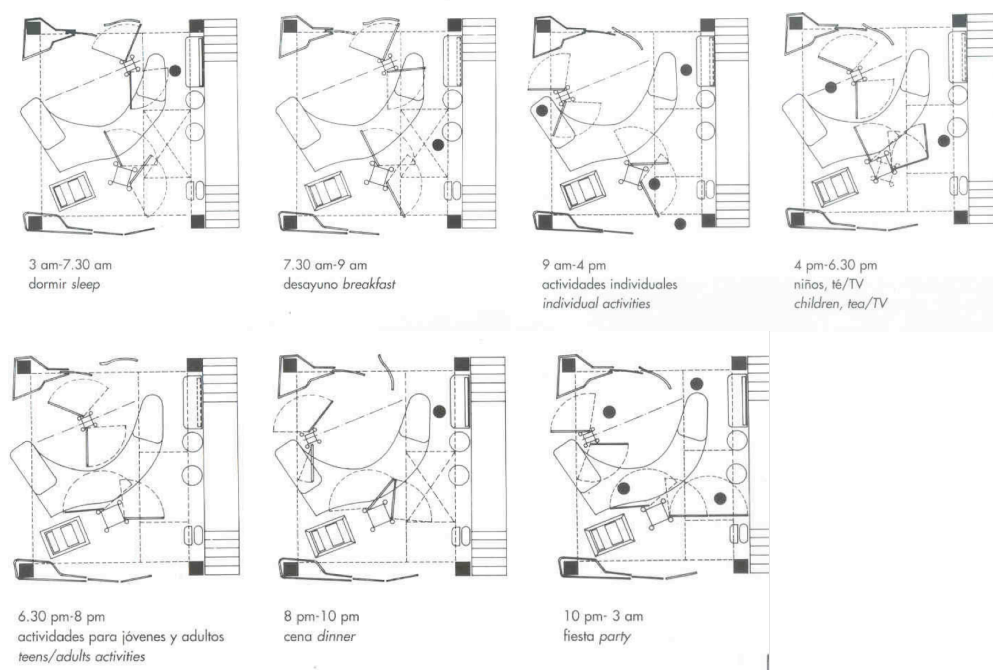 3 am-7.30 am
dormir sleep
7.30 am-9 am
desayuno breakfast
9 am-4 pm
actividades individuales
individual activities
4 pm-6.30 pm
niños, té/TV
children, tea/TV
6.30 pm-8 pm
actividades para jóvenes y adultos
teens/adults activities
8 pm-10 pm
cena dinner
10 pm- 3 am
fiesta party